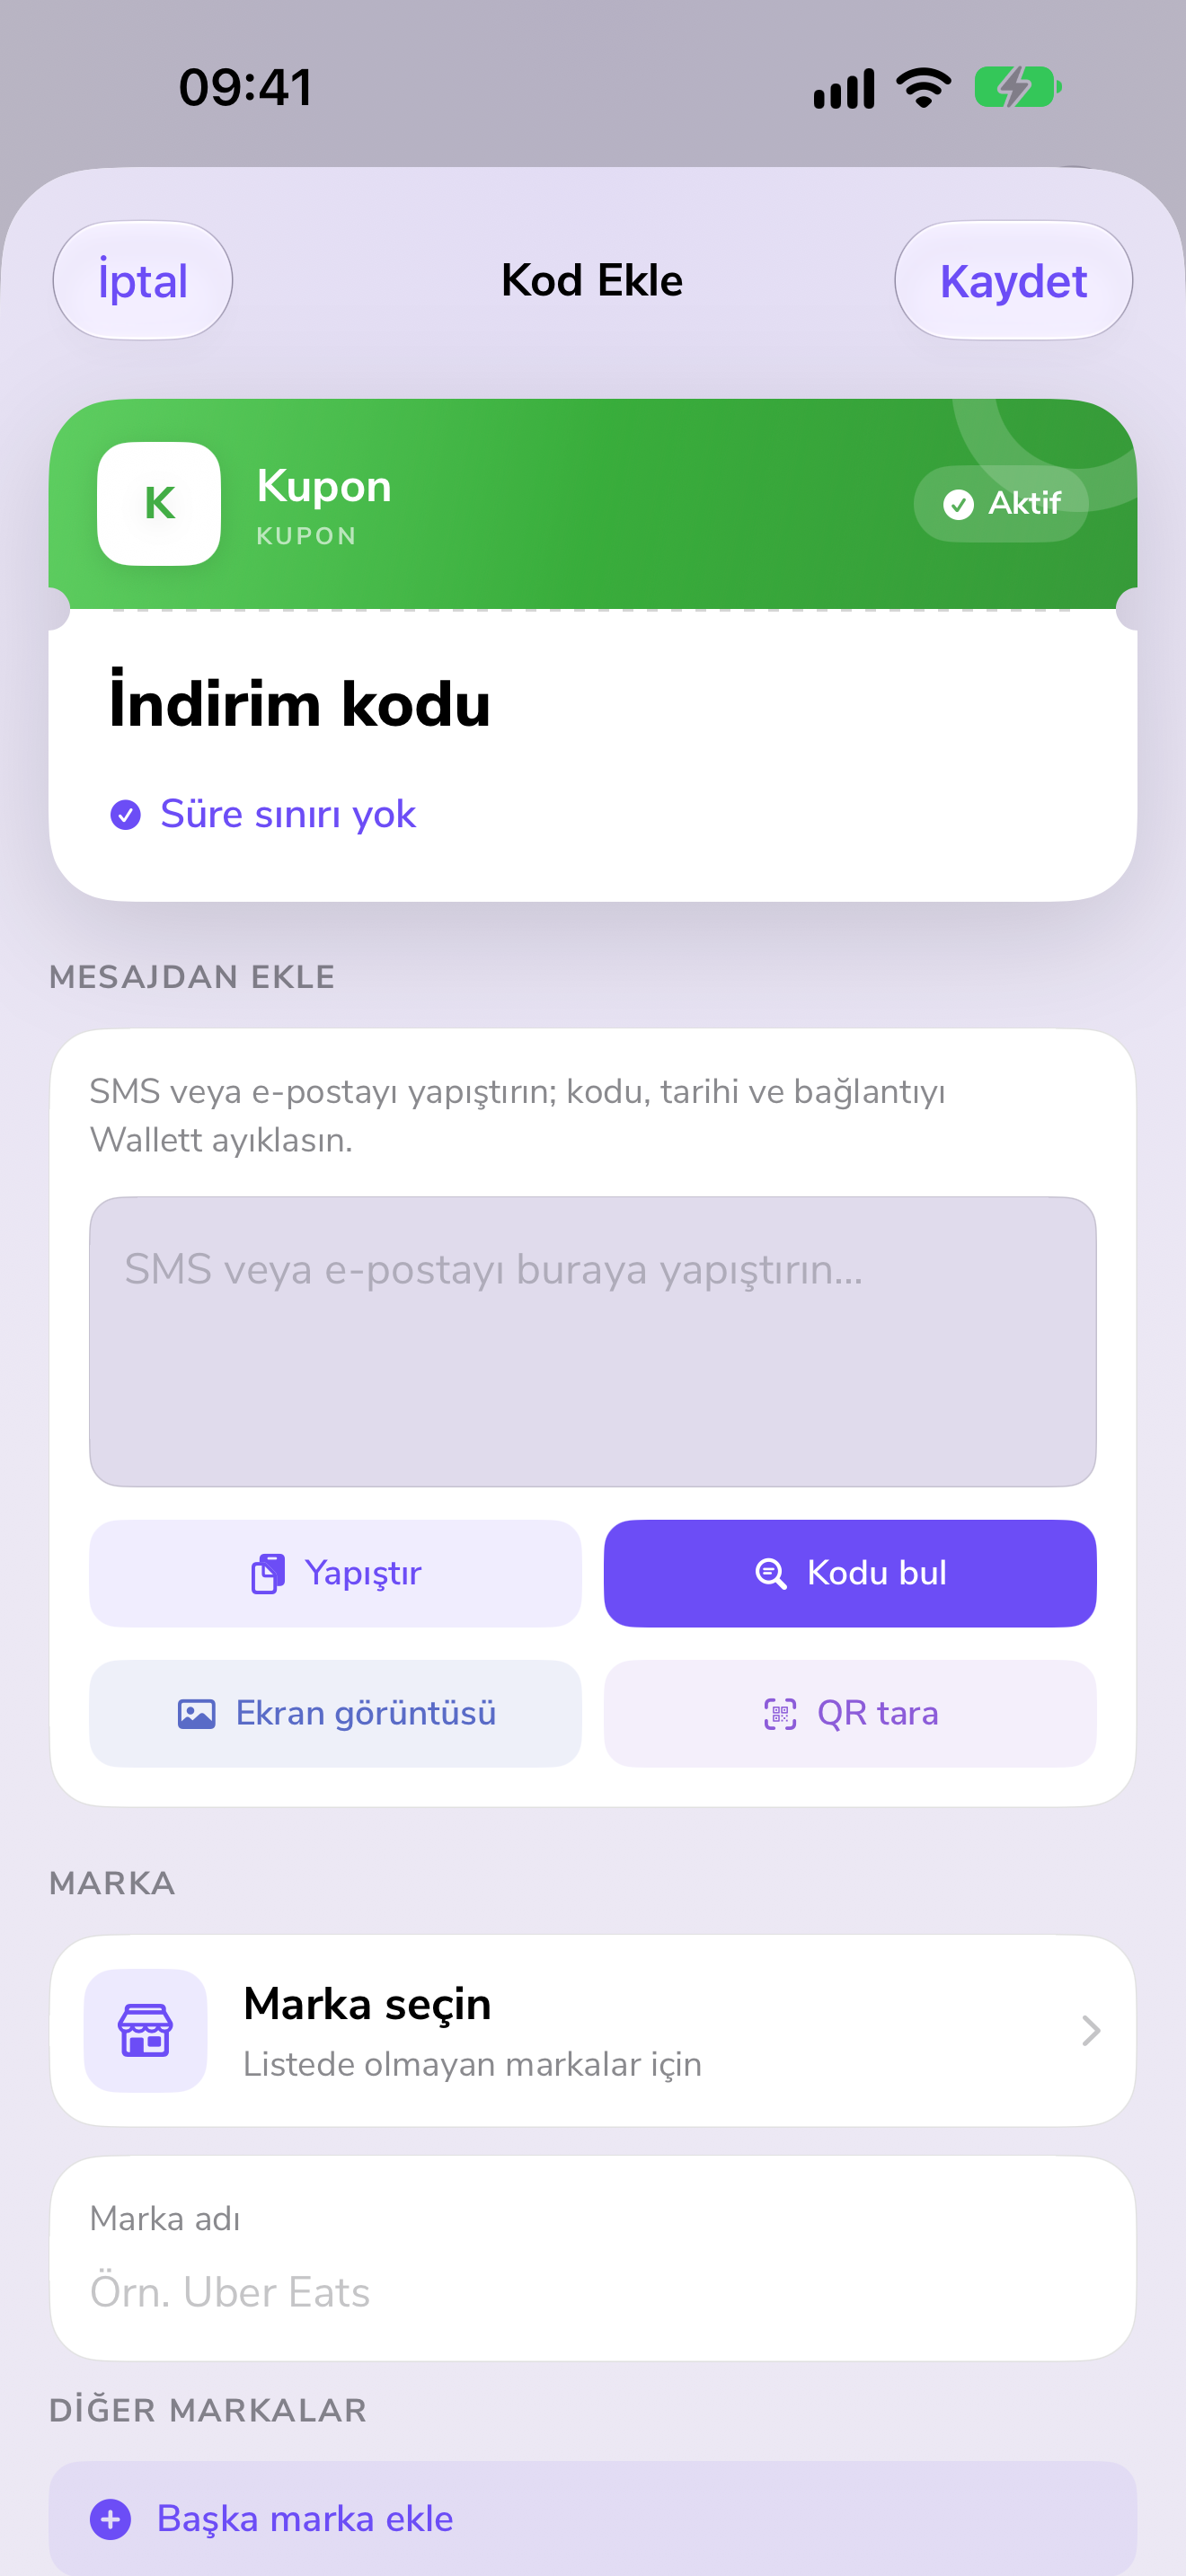 09:41
İptal
Kod Ekle
Kaydet
K
Kupon
KUPON
Aktif
İndirim kodu
Süre sınırı yok
MESAJDAN EKLE
SMS veya e-postayı yapıştırın; kodu, tarihi ve bağlantıyı
Wallett ayıklasın.
SMS veya e-postayı buraya yapıştırın...
Yapıştır
Kodu bul
Ekran görüntüsü
QR tara
MARKA
Marka seçin
Listede olmayan markalar için
Marka adı
Örn. Uber Eats
DİĞER MARKALAR
Başka marka ekle